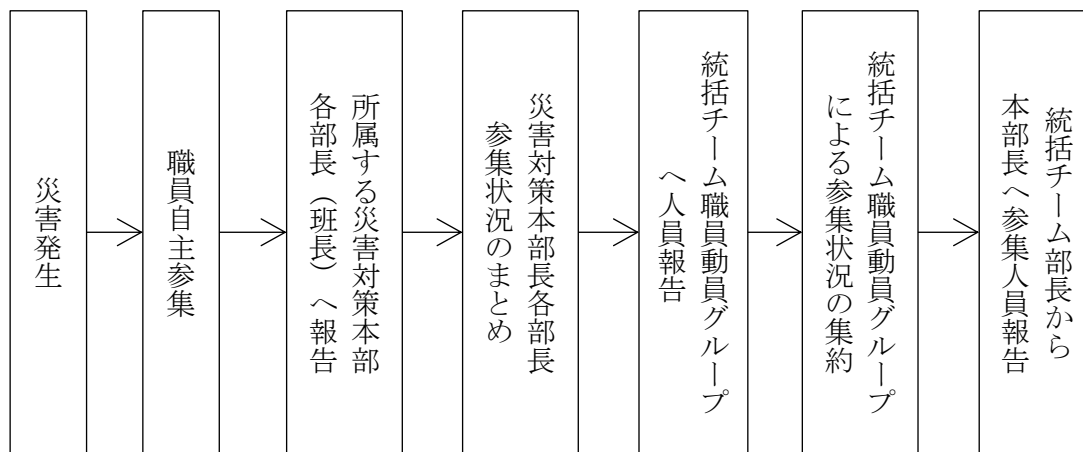 災害発生
職員自主参集
所属する災害対策本部
各部長（班長）へ報告
災害対策本部長各部長
参集状況のまとめ
統括チーム職員動員グループ
へ人員報告
統括チーム職員動員グループ
による参集状況の集約
統括チーム部長から
本部長へ参集人員報告